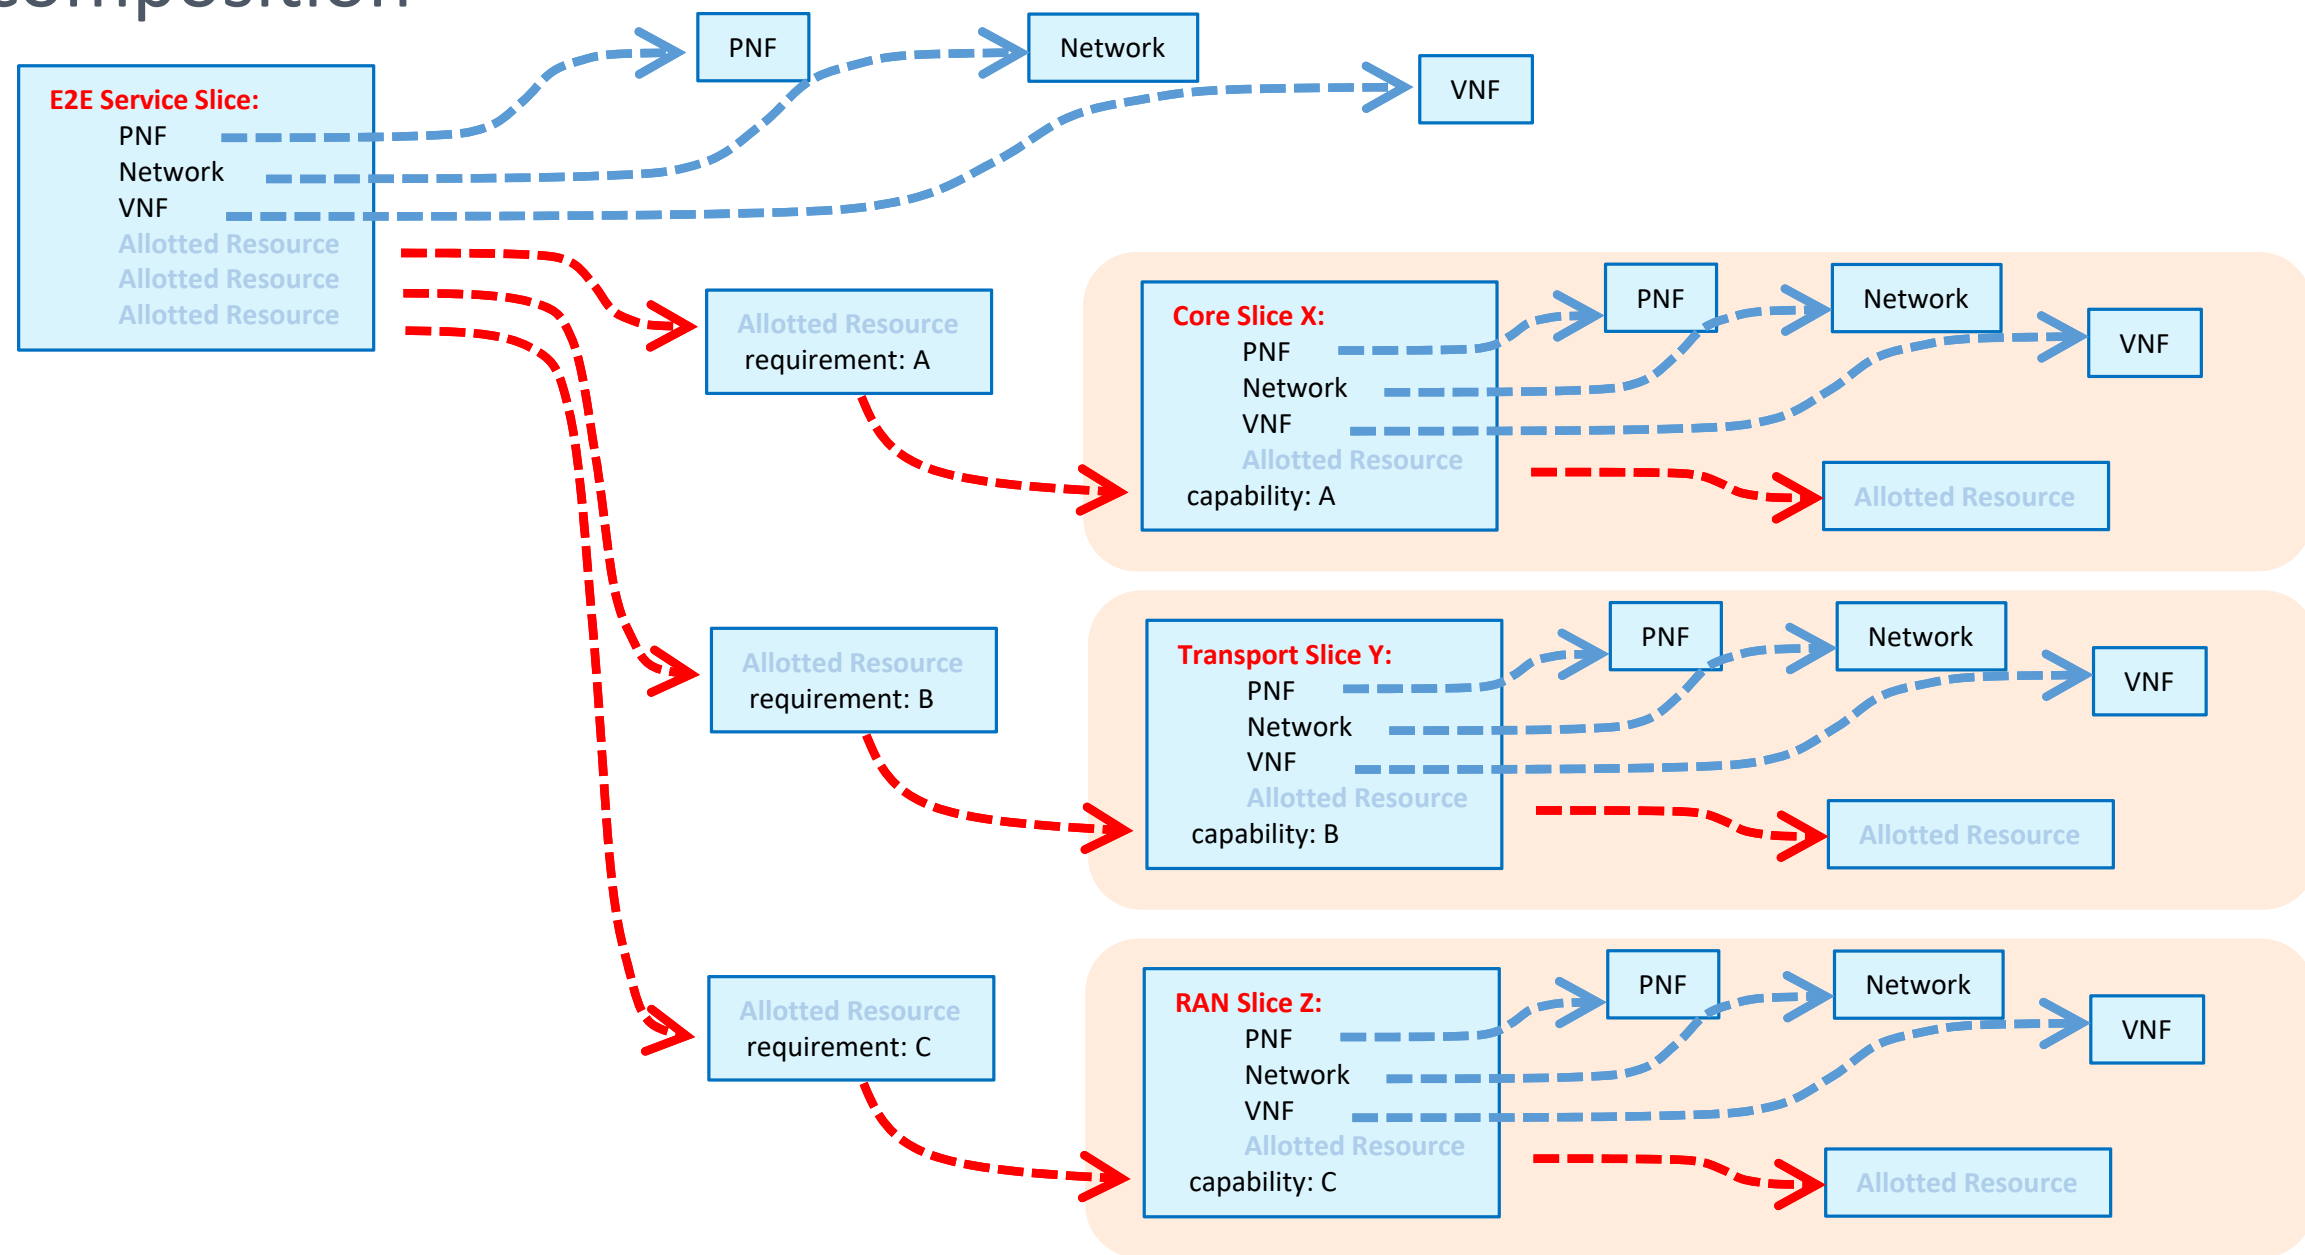 composition
PNF
Network
VNF
E2E Service Slice:
PNF
Network
VNF
Allotted Resource
Allotted Resource
Allotted Resource
Allotted Resource
requirement: A
Core Slice X:
PNF
Network
VNF
Allotted Resource
capability: A
PNF
Network
VNF
Allotted Resource
Allotted Resource
requirement: B
Transport Slice Y:
PNF
Network
VNF
Allotted Resource
capability: B
PNF
Network
VNF
Allotted Resource
Allotted Resource
requirement: C
RAN Slice Z:
PNF
Network
VNF
Allotted Resource
capability: C
PNF
Network
VNF
Allotted Resource